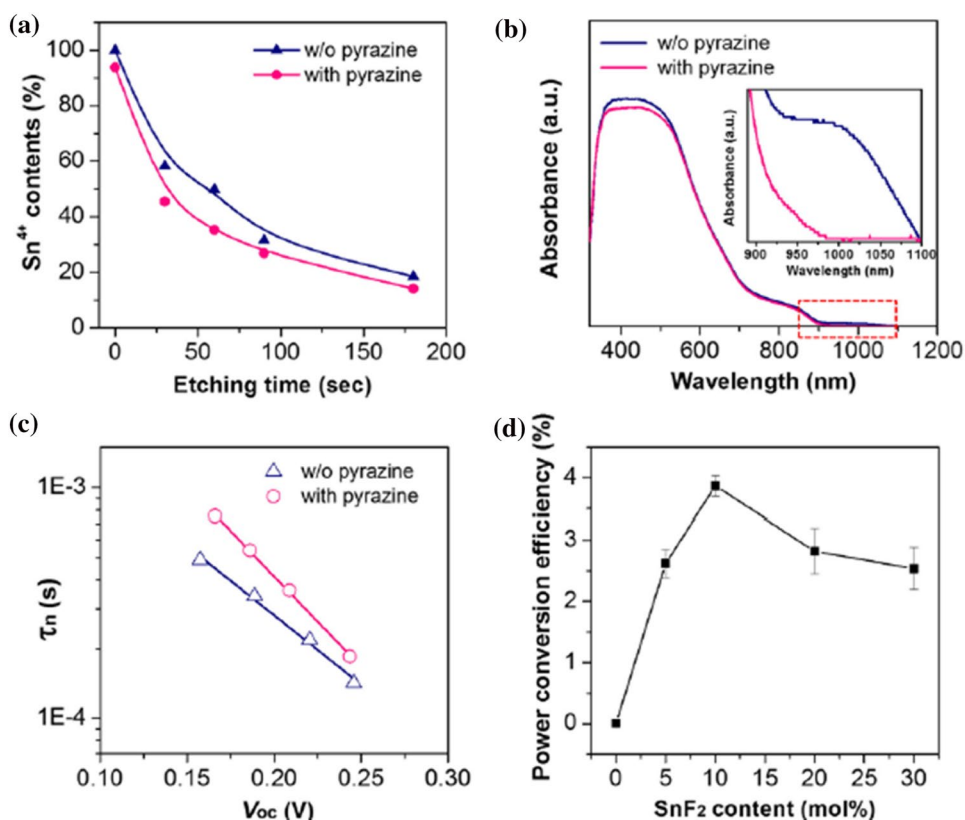 (a)
w/o pyrazine
with pyrazine
Sn4+ contents (%)
100
80
60
40
20
0
0 50 100 150 200
Etching time (sec)
(b)
w/o pyrazine
with pyrazine
Absorbance (a.u.)
Absorbance (a.u.)
900 950 1000 1050 1100
Wavelength (nm)
400 600 800 1000 1200
Wavelength (nm)
(c)
w/o pyrazine
with pyrazine
τn (s)
1E-3
1E-4
0.10 0.15 0.20 0.25 0.30
Voc (V)
(d)
Power conversion efficiency (%)
4
3
2
1
0
0 5 10 20 30
SnF2 content (mol%)